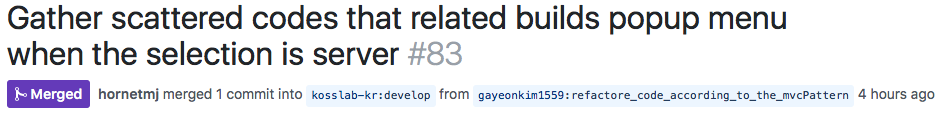 Gather scattered codes that related builds popup menu
when the selection is server #83
Merged hornetmj merged 1 commit into kosslab-kr:develop from gayeonkim1559:refactore_code_according_to_the_mvcPattern 4 hours ago